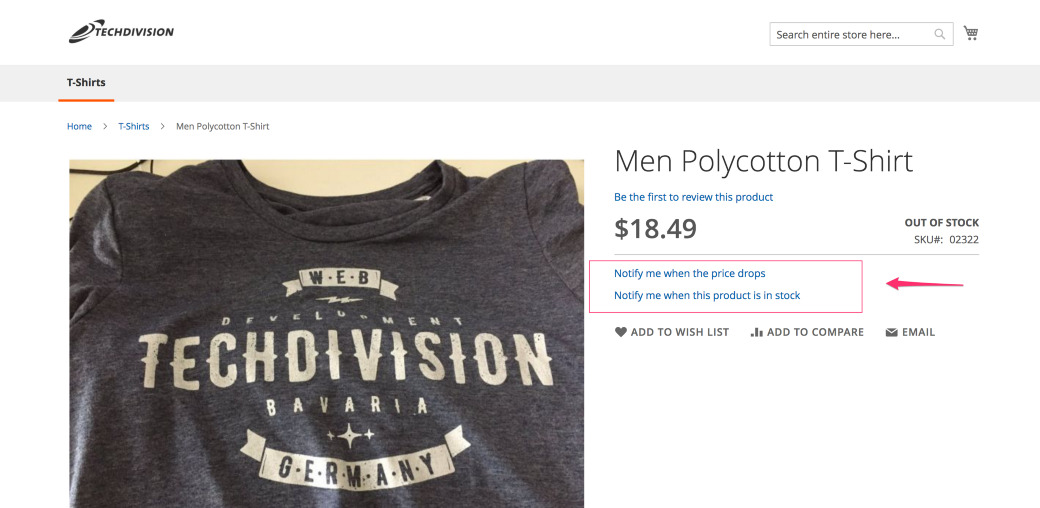 TECHDIVISION
Search entire store here...
T-Shirts
Home > T-Shirts > Men Polycotton T-Shirt
Men Polycotton T-Shirt
Be the first to review this product
$18.49
OUT OF STOCK
SKU#: 02322
Notify me when the price drops
Notify me when this product is in stock
ADD TO WISH LIST
ADD TO COMPARE
EMAIL
W·E·B
DEVELOPMENT
TECHDIVISION
BAVARIA
G·E·R·M·A·N·Y